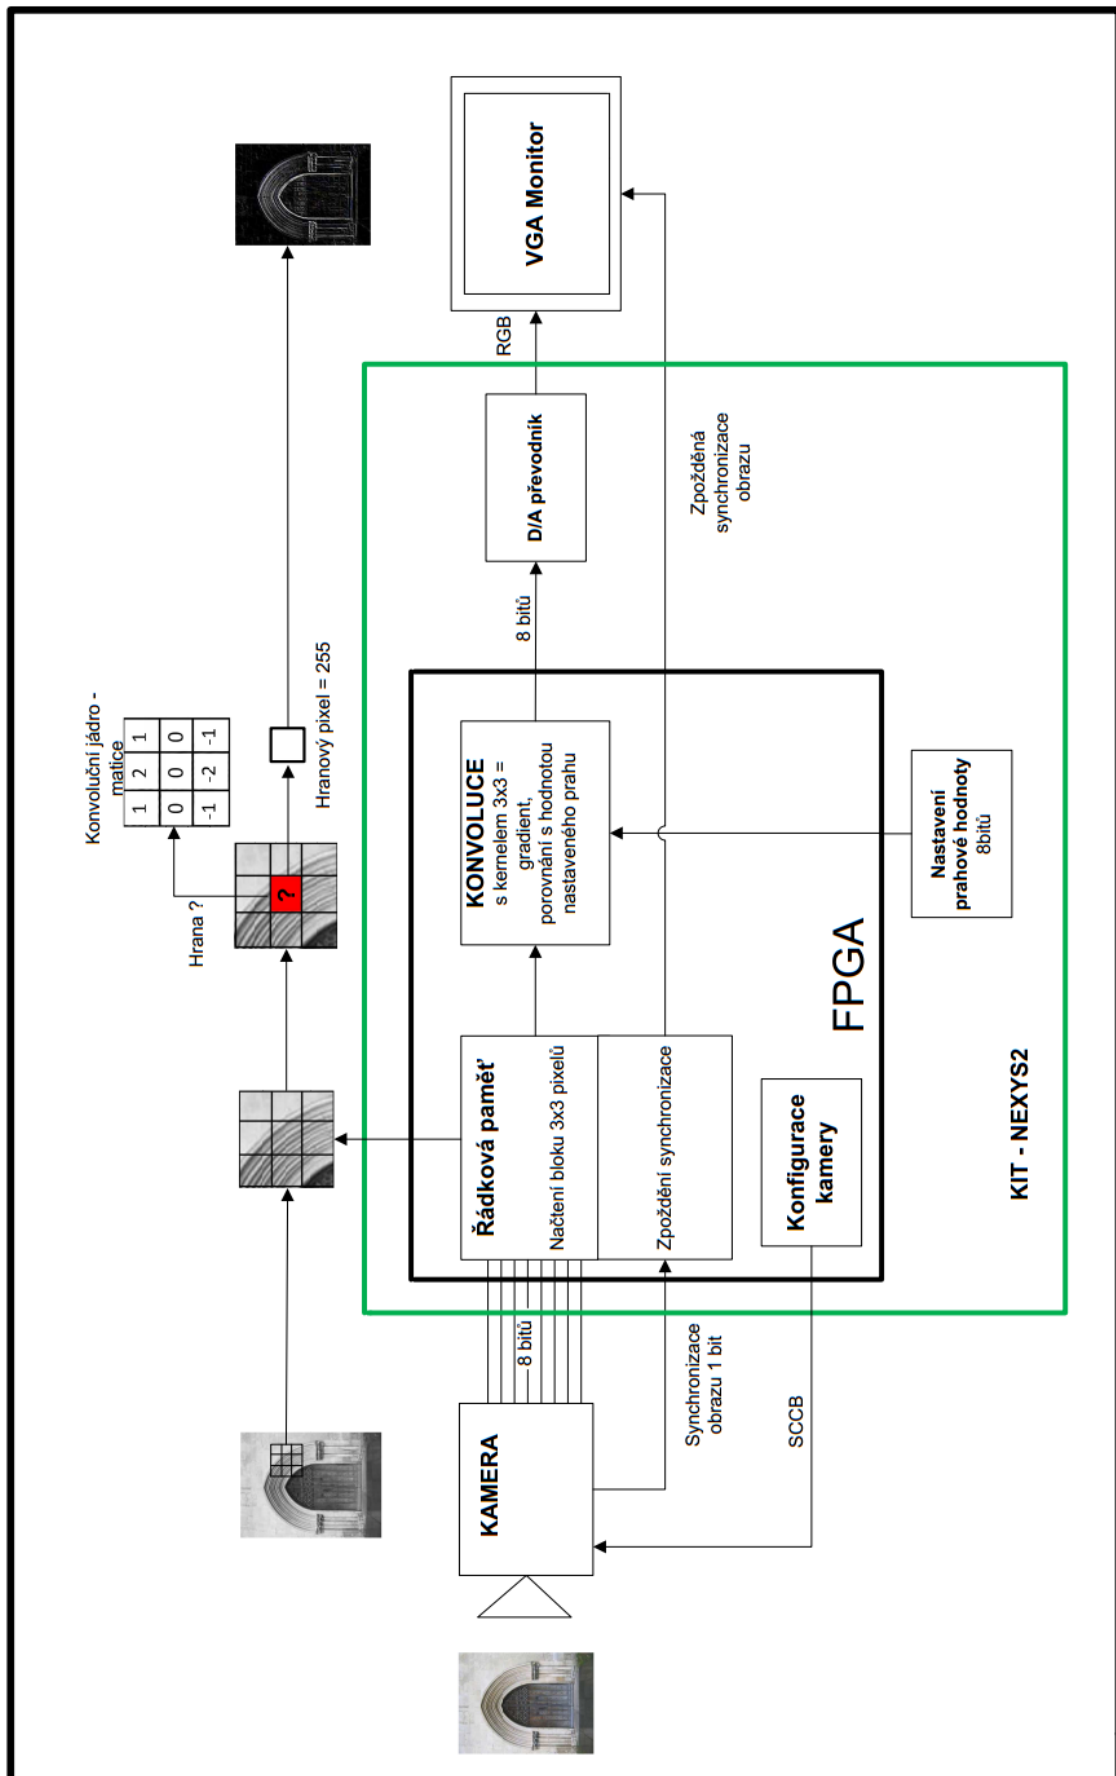 Konvoluční jádro -
matice
1 2 1
0 0 0
-1 -2 -1
Hrana ?
?
Hranový pixel = 255
KAMERA
8 bitů
Řádková paměť
Načtení bloku 3x3 pixelů
KONVOLUCE
s kernelem 3x3 =
gradient,
porovnání s hodnotou
nastaveného prahu
8 bitů
D/A převodník
RGB
VGA Monitor
Synchronizace
obrazu 1 bit
Zpoždění synchronizace
Zpožděná
synchronizace
obrazu
SCCB
Konfigurace
kamery
FPGA
Nastavení
prahové hodnoty
8bitů
KIT - NEXYS2